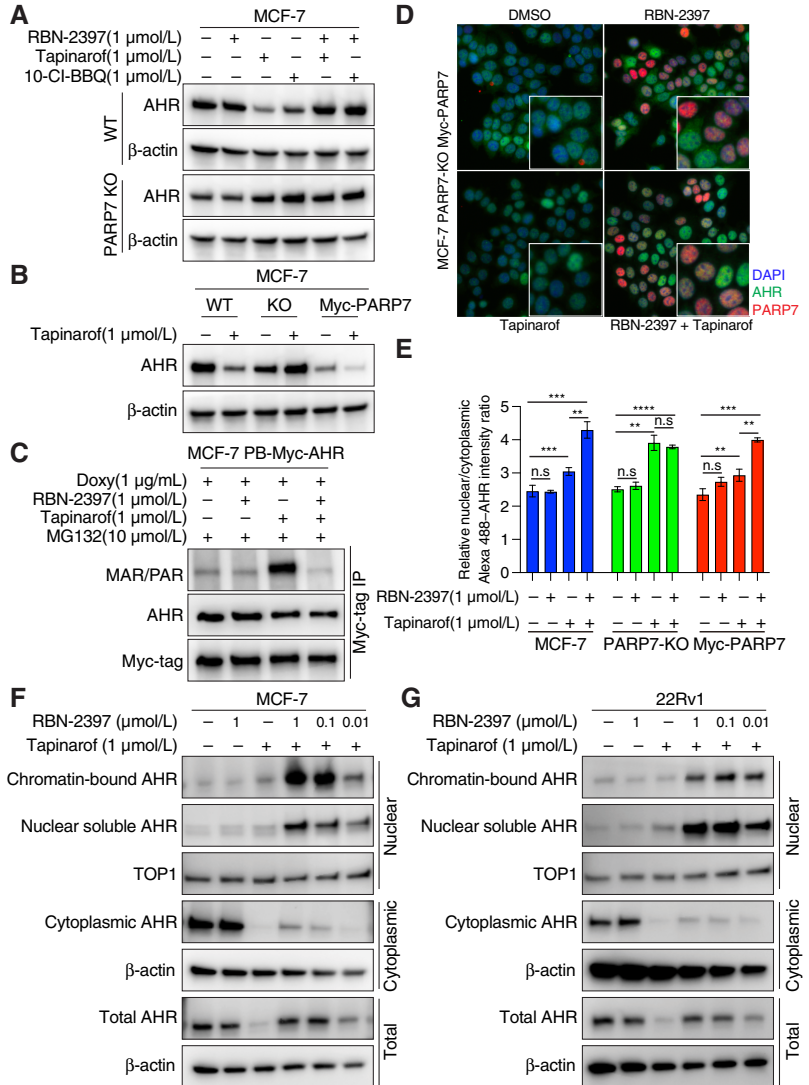 A
MCF-7
RBN-2397(1 µmol/L) – + – – + +
Tapinarof(1 µmol/L) – – + – + –
10-Cl-BBQ(1 µmol/L) – – – + – +
WT
AHR
β-actin
PARP7 KO
AHR
β-actin
B
MCF-7
WT KO Myc-PARP7
Tapinarof(1 µmol/L) – + – + – +
AHR
β-actin
C
MCF-7 PB-Myc-AHR
Doxy(1 µg/mL) + + + +
RBN-2397(1 µmol/L) – + – +
Tapinarof(1 µmol/L) – – + +
MG132(10 µmol/L) + + + +
MAR/PAR
AHR
Myc-tag
Myc-tag IP
D
DMSO RBN-2397
MCF-7 PARP7-KO Myc-PARP7
DAPI
AHR
PARP7
Tapinarof RBN-2397 + Tapinarof
E
Relative nuclear/cytoplasmic
Alexa 488–AHR intensity ratio
5
4
3
2
1
0
*** **** ***
** n.s **
*** ** **
n.s n.s n.s
RBN-2397(1 µmol/L) – + – + – + – + – + – +
Tapinarof(1 µmol/L) – – + + – – + + – – + +
MCF-7 PARP7-KO Myc-PARP7
F
MCF-7
RBN-2397 (µmol/L) – 1 – 1 0.1 0.01
Tapinarof (1 µmol/L) – – + + + +
Chromatin-bound AHR
Nuclear soluble AHR
TOP1
Nuclear
Cytoplasmic AHR
β-actin
Cytoplasmic
Total AHR
β-actin
Total
G
22Rv1
RBN-2397 (µmol/L) – 1 – 1 0.1 0.01
Tapinarof (1 µmol/L) – – + + + +
Chromatin-bound AHR
Nuclear soluble AHR
TOP1
Nuclear
Cytoplasmic AHR
β-actin
Cytoplasmic
Total AHR
β-actin
Total